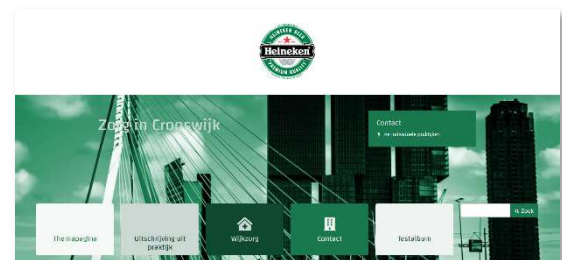 HEINEKEN BEER
Heineken
PREMIUM QUALITY
Zorg in Crooswijk
Contact
Themapagina
Uitschrijving uit
praktijk
Wijkzorg
Contact
Testalbum
Zoek